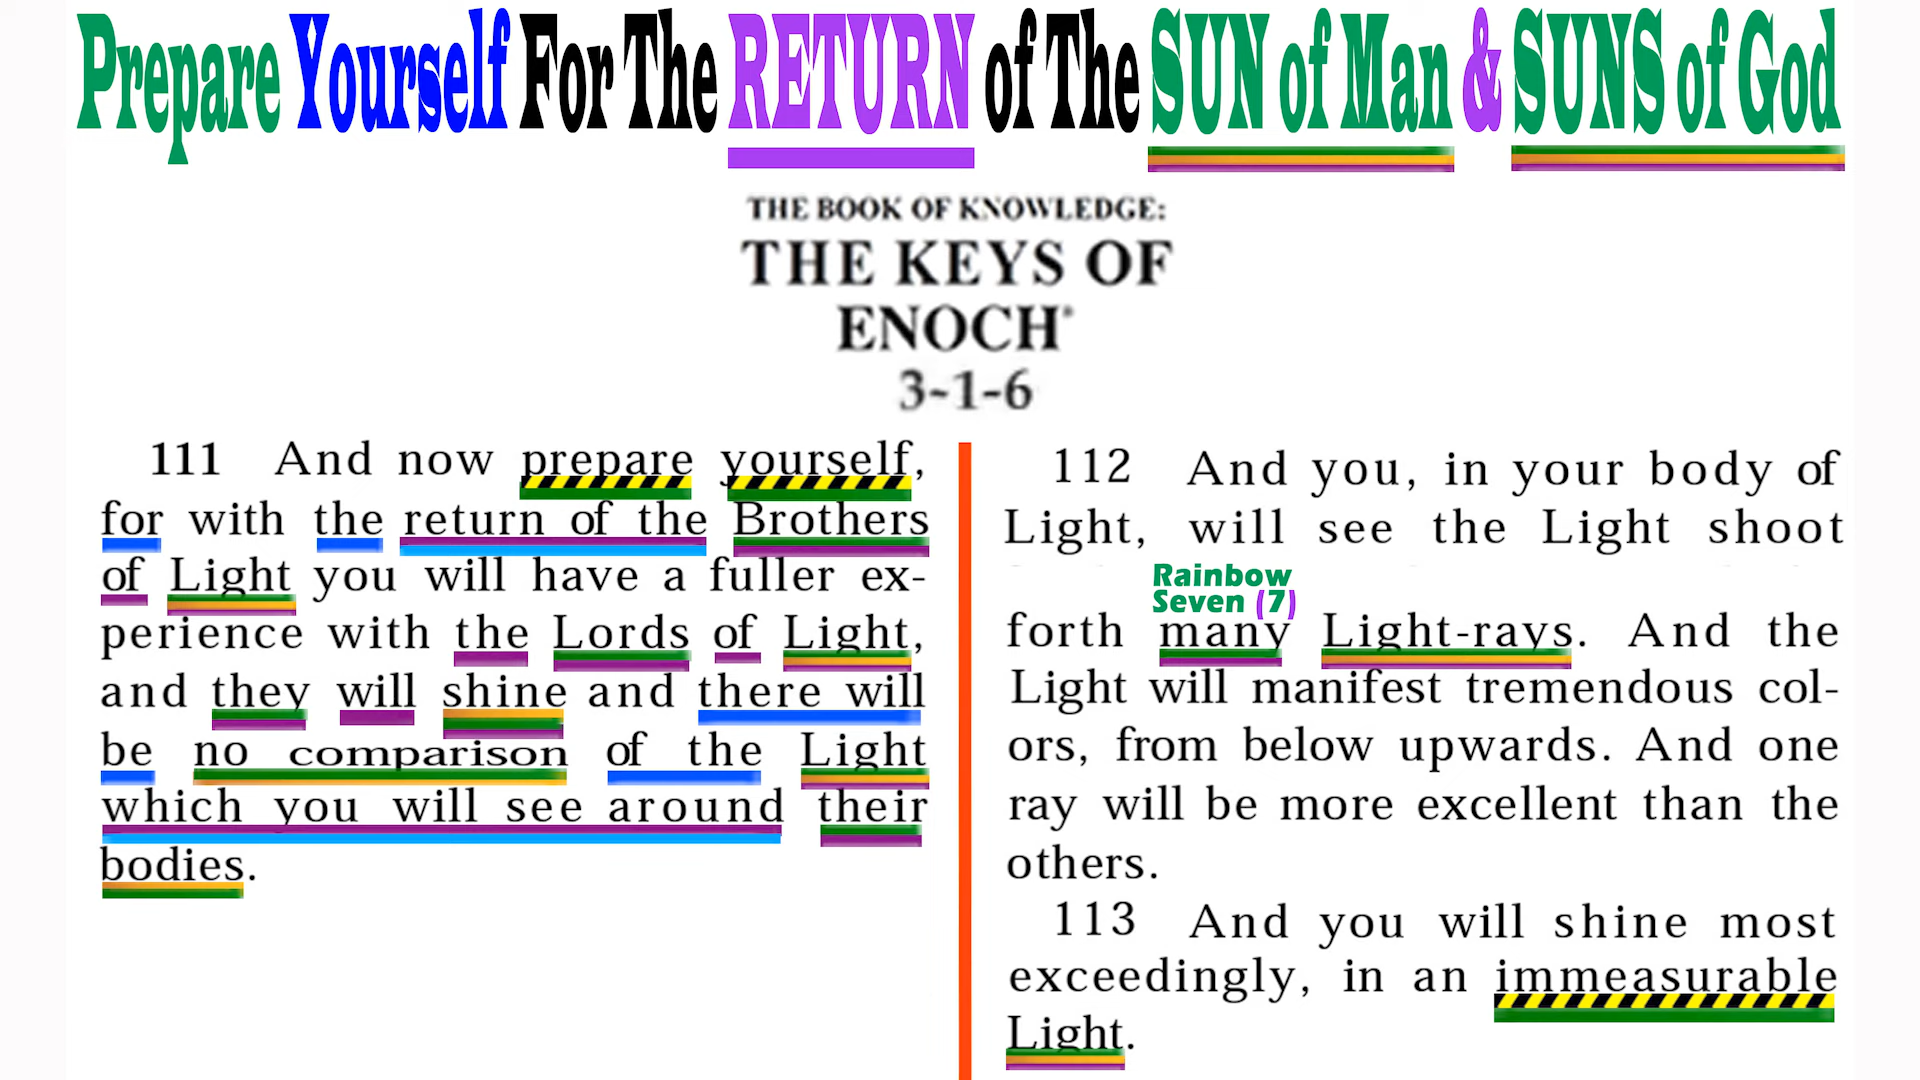 Prepare Yourself For The RETURN of The SUN of Man & SUNS of God
THE BOOK OF KNOWLEDGE:
THE KEYS OF
ENOCH®
3-1-6
111 And now prepare yourself,
for with the return of the Brothers
of Light you will have a fuller ex-
perience with the Lords of Light,
and they will shine and there will
be no comparison of the Light
which you will see around their
bodies.
112 And you, in your body of
Light, will see the Light shoot
Rainbow
Seven (7)
forth many Light-rays. And the
Light will manifest tremendous col-
ors, from below upwards. And one
ray will be more excellent than the
others.
113 And you will shine most
exceedingly, in an immeasurable
Light.